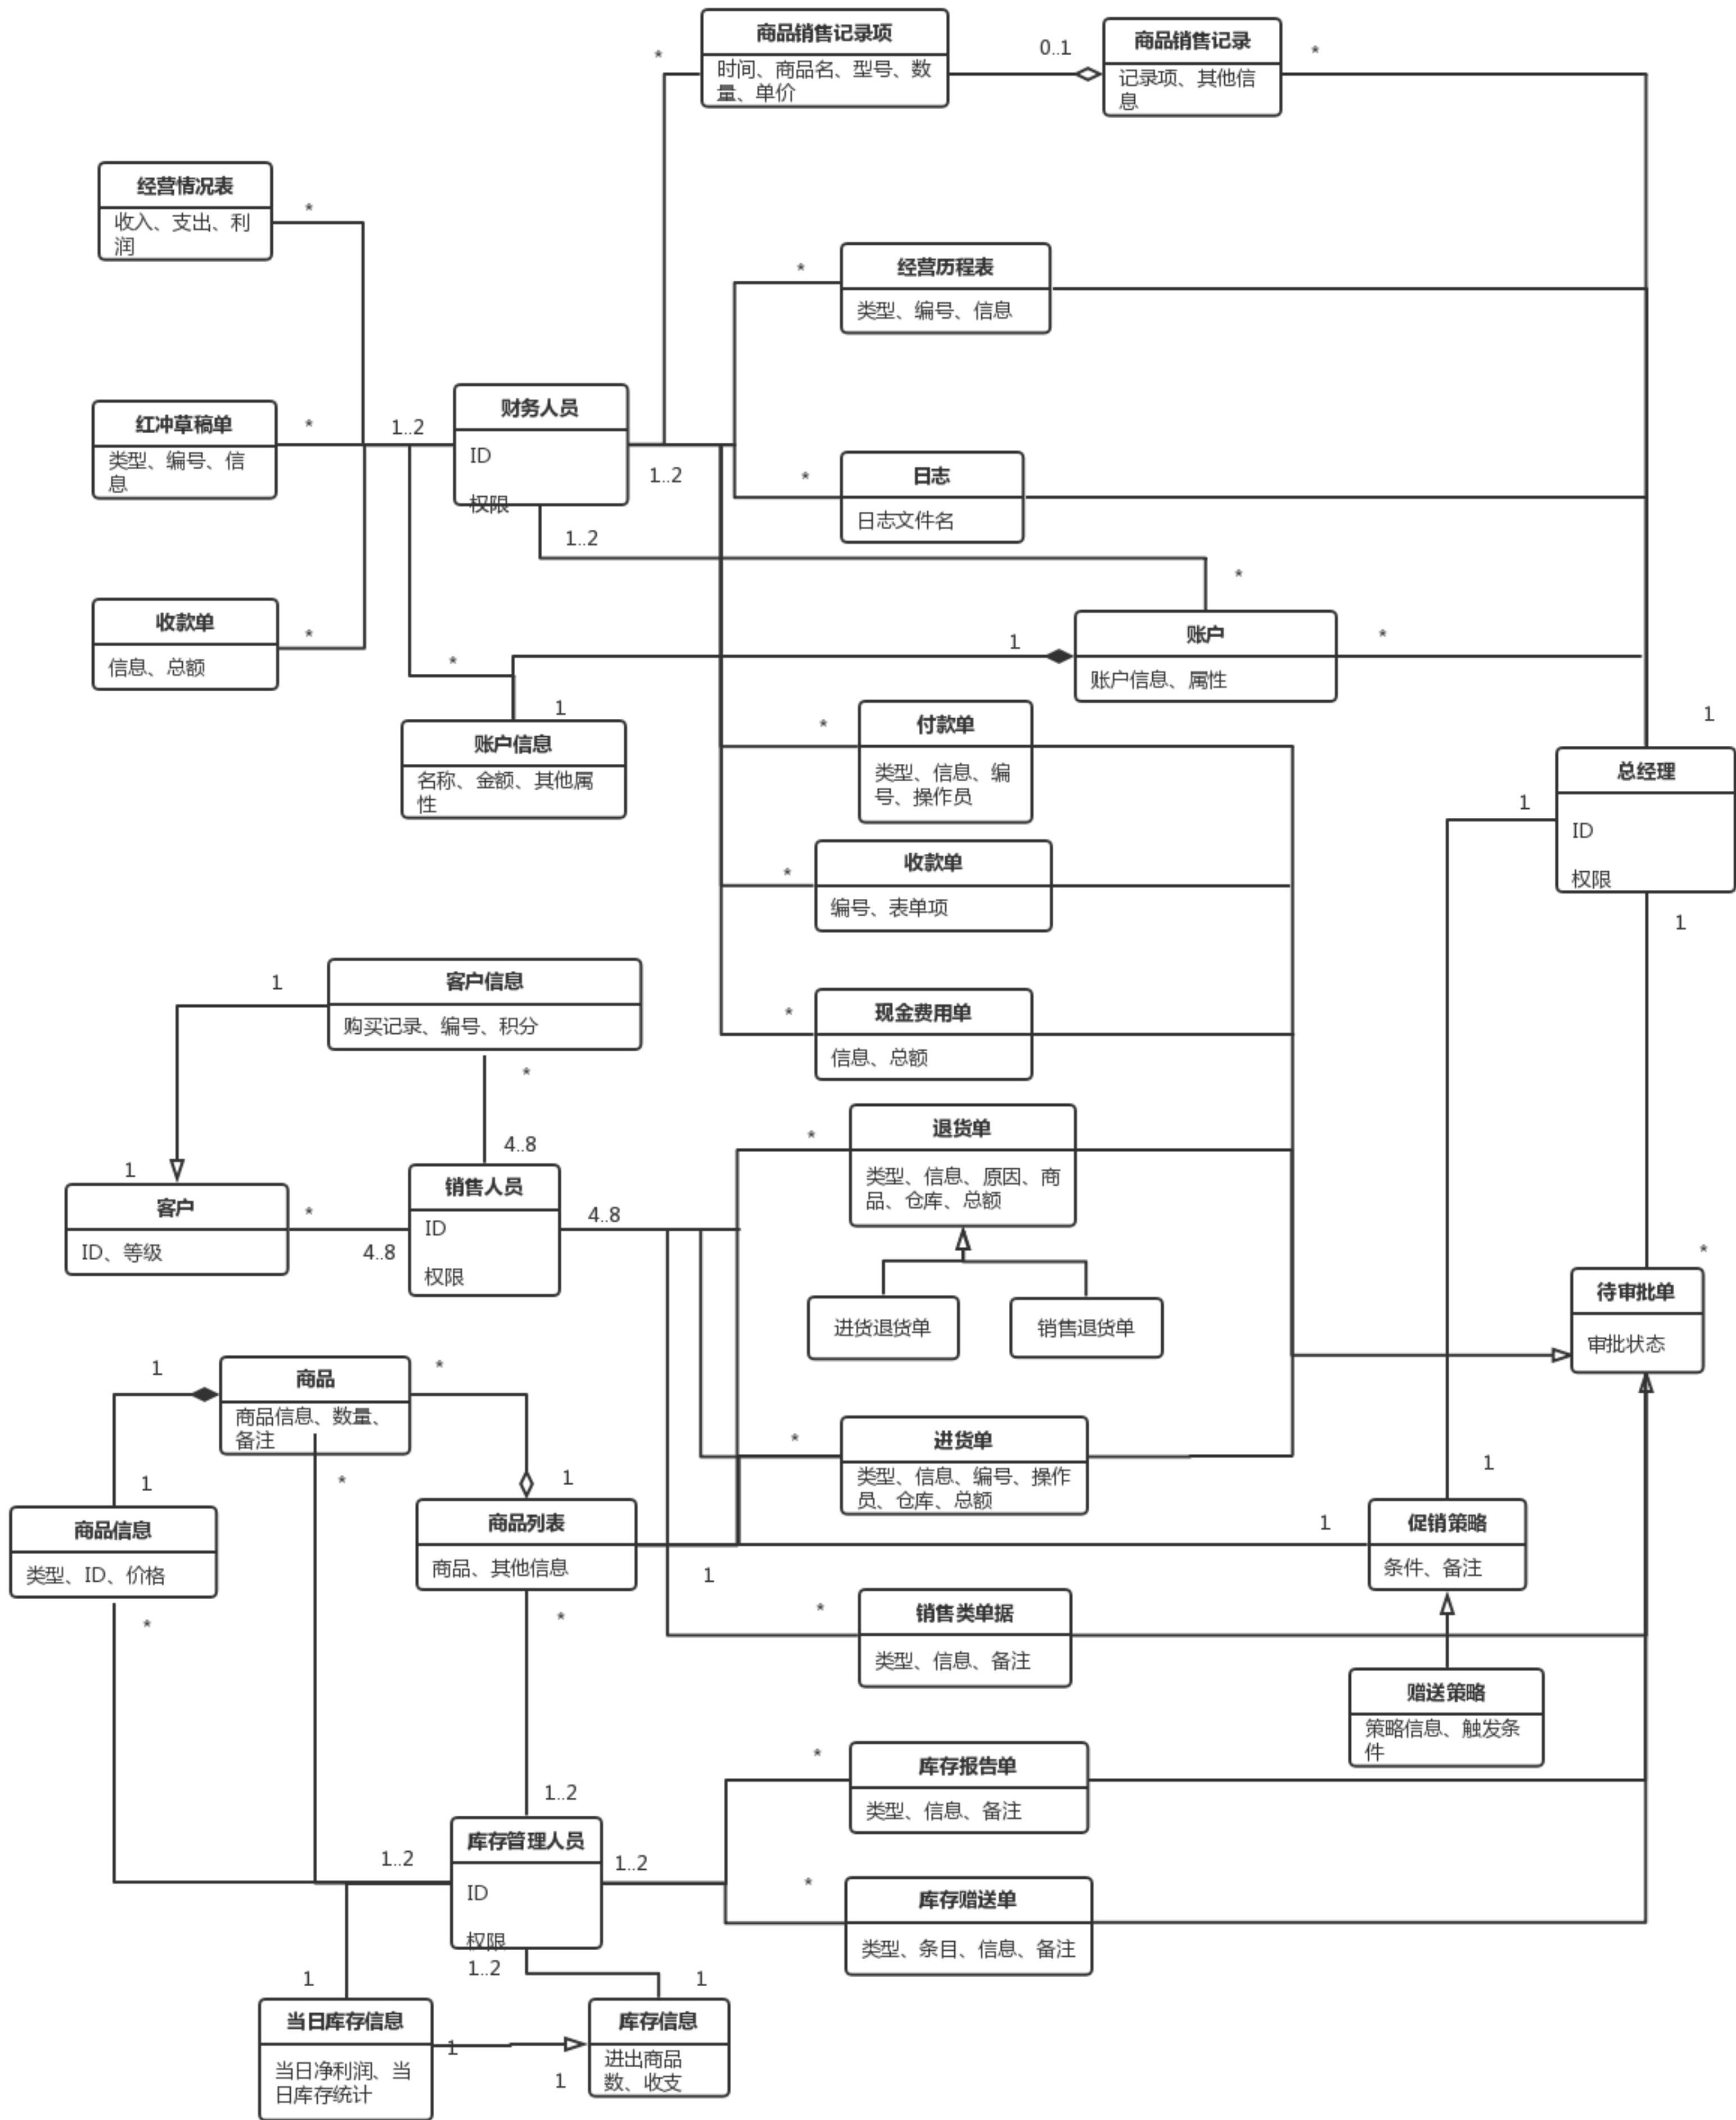 商品销售记录项
时间、商品名、型号、数
量、单价
*
0..1
商品销售记录
记录项、其他信
息
*
经营情况表
收入、支出、利
润
*
经营历程表
类型、编号、信息
*
红冲草稿单
类型、编号、信
息
*
1..2
财务人员
ID
权限
1..2
1..2
日志
日志文件名
*
收款单
信息、总额
*
*
账户
账户信息、属性
*
1
*
1
账户信息
名称、金额、其他属
性
*
付款单
类型、信息、编
号、操作员
1
总经理
ID
权限
1
1
*
收款单
编号、表单项
1
客户信息
购买记录、编号、积分
*
*
现金费用单
信息、总额
4..8
1
客户
ID、等级
*
4..8
销售人员
ID
权限
4..8
*
退货单
类型、信息、原因、商
品、仓库、总额
进货退货单
销售退货单
*
待审批单
审批状态
1
商品
商品信息、数量、
备注
*
*
1
1
商品信息
类型、ID、价格
*
商品列表
商品、其他信息
*
1
*
进货单
类型、信息、编号、操作
员、仓库、总额
1
1
促销策略
条件、备注
*
销售类单据
类型、信息、备注
赠送策略
策略信息、触发条
件
*
库存报告单
类型、信息、备注
1..2
1..2
库存管理人员
ID
权限
1..2
1..2
*
库存赠送单
类型、条目、信息、备注
1
当日库存信息
当日净利润、当
日库存统计
1
1
库存信息
进出商品
数、收支
1